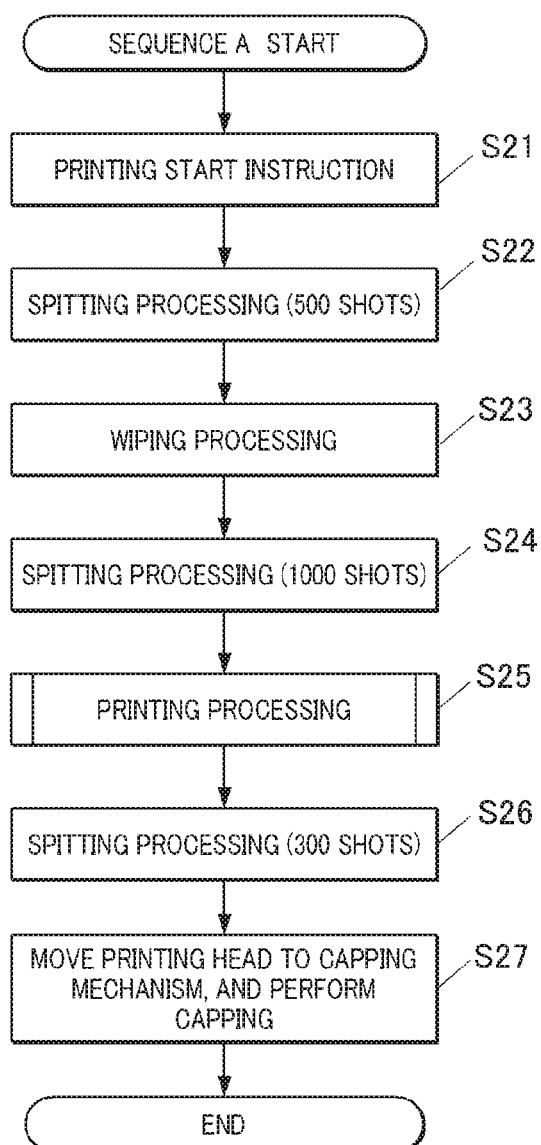 SEQUENCE A START
PRINTING START INSTRUCTION
S21
SPITTING PROCESSING (500 SHOTS)
S22
WIPING PROCESSING
S23
SPITTING PROCESSING (1000 SHOTS)
S24
PRINTING PROCESSING
S25
SPITTING PROCESSING (300 SHOTS)
S26
MOVE PRINTING HEAD TO CAPPING
MECHANISM, AND PERFORM
CAPPING
S27
END